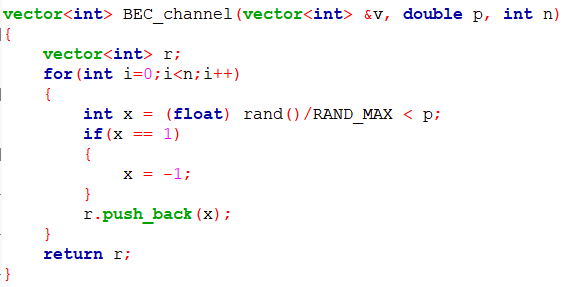 vector<int> BEC_channel(vector<int> &v, double p, int n)
{
    vector<int> r;
    for(int i=0;i<n;i++)
    {
        int x = (float) rand()/RAND_MAX < p;
        if(x == 1)
        {
            x = -1;
        }
        r.push_back(x);
    }
    return r;
}